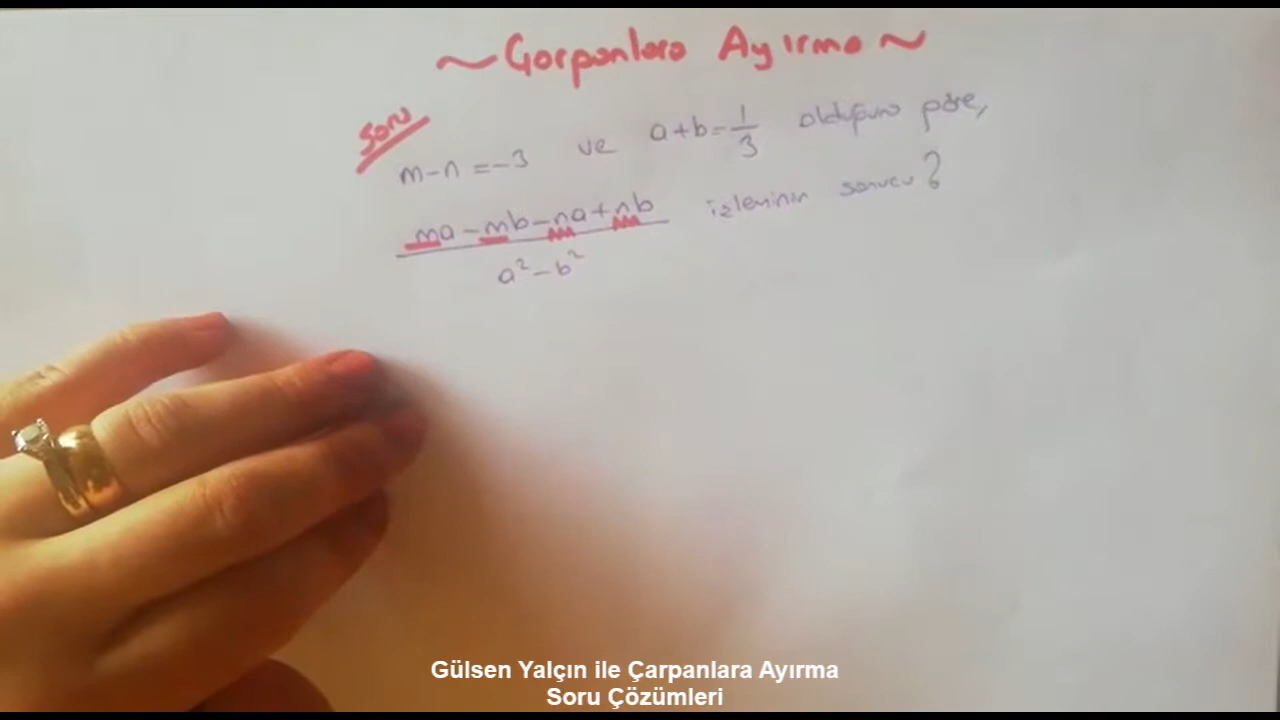 ~ Çarpanlara Ayırma ~
Soru
m-n=-3 ve a+b=1/3 olduğuna göre,
ma-mb-na+nb / a²-b² işleminin sonucu?
Gülsen Yalçın ile Çarpanlara Ayırma
Soru Çözümleri